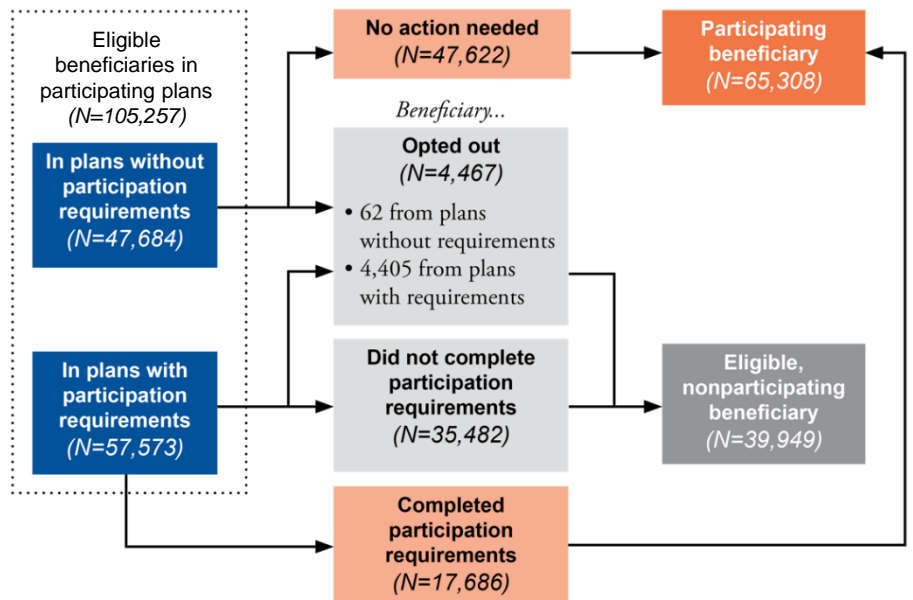 Eligible
beneficiaries in
participating plans
(N=105,257)
In plans without
participation
requirements
(N=47,684)
In plans with
participation
requirements
(N=57,573)
No action needed
(N=47,622)
Beneficiary...
Opted out
(N=4,467)
• 62 from plans
without requirements
• 4,405 from plans
with requirements
Did not complete
participation
requirements
(N=35,482)
Completed
participation
requirements
(N=17,686)
Participating
beneficiary
(N=65,308)
Eligible,
nonparticipating
beneficiary
(N=39,949)